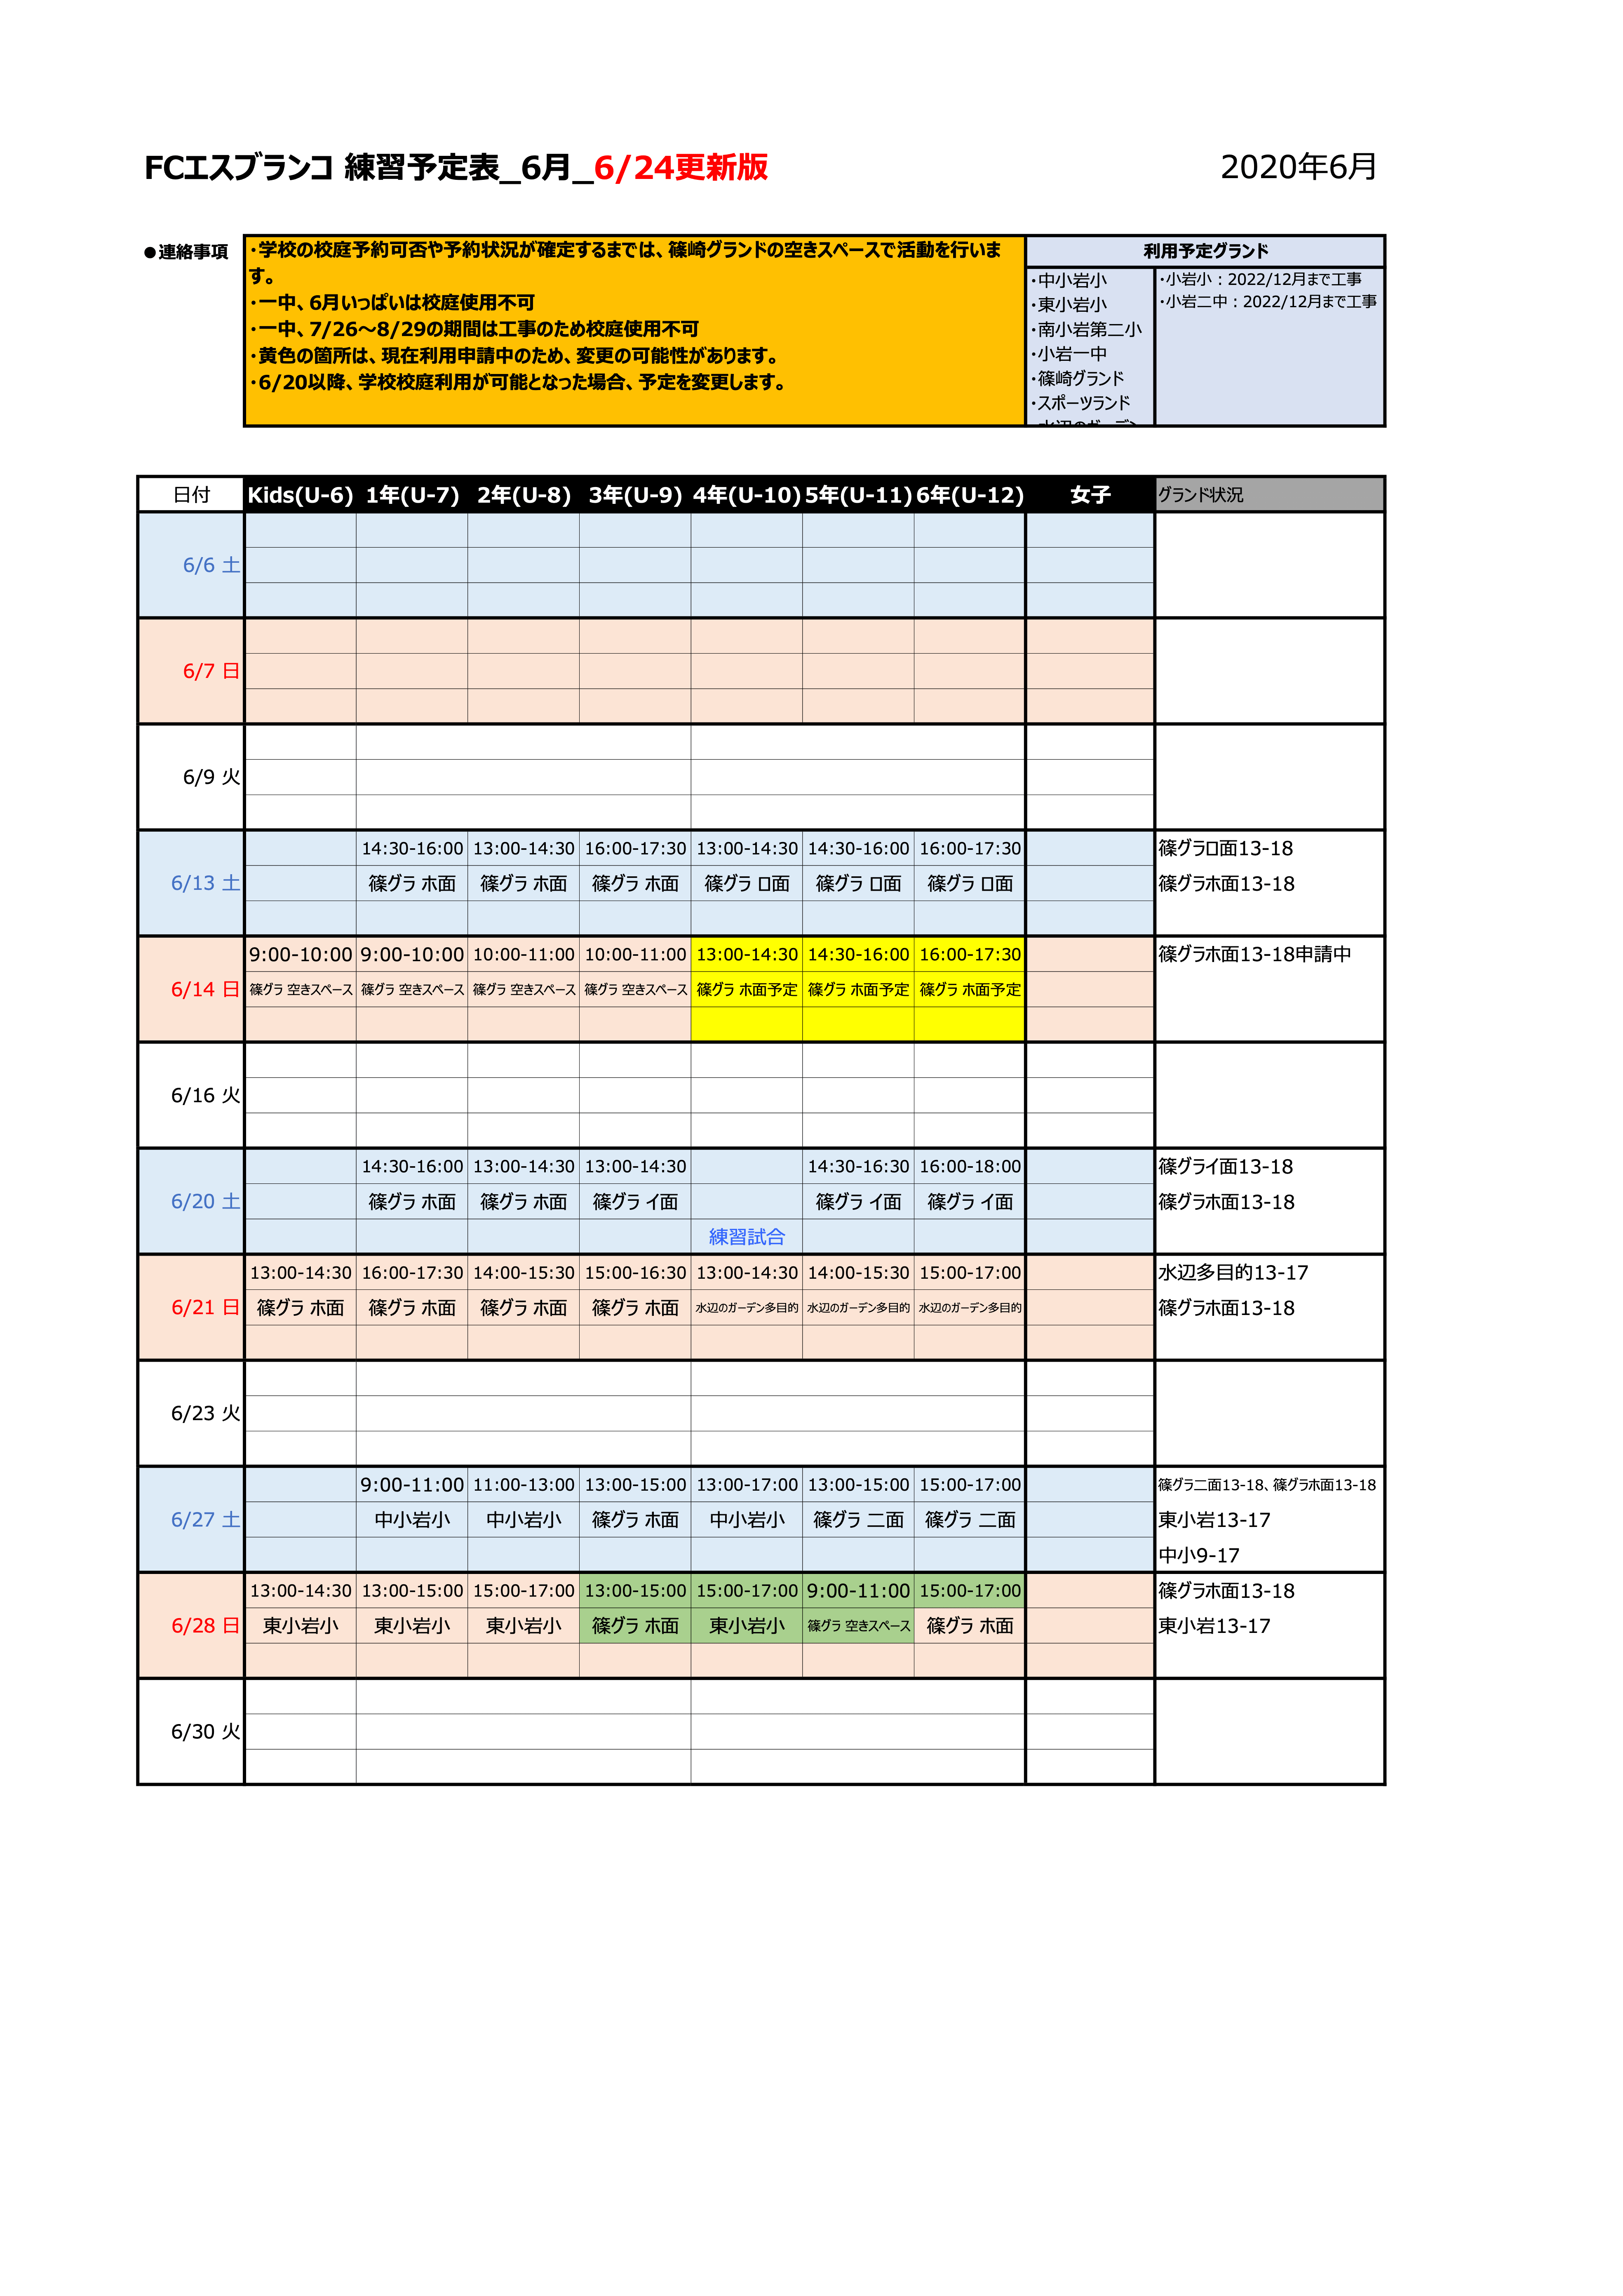 FCエスブランコ 練習予定表_6月_6/24更新版 2020年6月
●連絡事項
・学校の校庭予約可否や予約状況が確定するまでは、篠崎グランドの空きスペースで活動を行いま
す。
・一中、6月いっぱいは校庭使用不可
・一中、7/26～8/29の期間は工事のため校庭使用不可
・黄色の箇所は、現在利用申請中のため、変更の可能性があります。
・6/20以降、学校校庭利用が可能となった場合、予定を変更します。
利用予定グランド
・中小岩小
・東小岩小
・南小岩第二小
・小岩一中
・篠崎グランド
・スポーツランド
・小岩小：2022/12月まで工事
・小岩二中：2022/12月まで工事
日付 Kids(U-6) 1年(U-7) 2年(U-8) 3年(U-9) 4年(U-10) 5年(U-11) 6年(U-12) 女子 グランド状況
6/6 土
6/7 日
6/9 火
14:30-16:00 13:00-14:30 16:00-17:30 13:00-14:30 14:30-16:00 16:00-17:30 篠グラロ面13-18
6/13 土 篠グラ ホ面 篠グラ ホ面 篠グラ ホ面 篠グラ ロ面 篠グラ ロ面 篠グラ ロ面 篠グラホ面13-18
9:00-10:00 9:00-10:00 10:00-11:00 10:00-11:00 13:00-14:30 14:30-16:00 16:00-17:30 篠グラホ面13-18申請中
6/14 日 篠グラ 空きスペース 篠グラ 空きスペース 篠グラ 空きスペース 篠グラ 空きスペース 篠グラ ホ面予定 篠グラ ホ面予定 篠グラ ホ面予定
6/16 火
14:30-16:00 13:00-14:30 13:00-14:30 14:30-16:30 16:00-18:00 篠グライ面13-18
6/20 土 篠グラ ホ面 篠グラ ホ面 篠グラ イ面 篠グラ イ面 篠グラ イ面 篠グラホ面13-18
練習試合
13:00-14:30 16:00-17:30 14:00-15:30 15:00-16:30 13:00-14:30 14:00-15:30 15:00-17:00 水辺多目的13-17
6/21 日 篠グラ ホ面 篠グラ ホ面 篠グラ ホ面 篠グラ ホ面 水辺のガーデン多目的 水辺のガーデン多目的 水辺のガーデン多目的 篠グラホ面13-18
6/23 火
9:00-11:00 11:00-13:00 13:00-15:00 13:00-17:00 13:00-15:00 15:00-17:00 篠グラ二面13-18、篠グラホ面13-18
6/27 土 中小岩小 中小岩小 篠グラ ホ面 中小岩小 篠グラ 二面 篠グラ 二面 東小岩13-17
中小9-17
13:00-14:30 13:00-15:00 15:00-17:00 13:00-15:00 15:00-17:00 9:00-11:00 15:00-17:00 篠グラホ面13-18
6/28 日 東小岩小 東小岩小 東小岩小 篠グラ ホ面 東小岩小 篠グラ 空きスペース 篠グラ ホ面 東小岩13-17
6/30 火